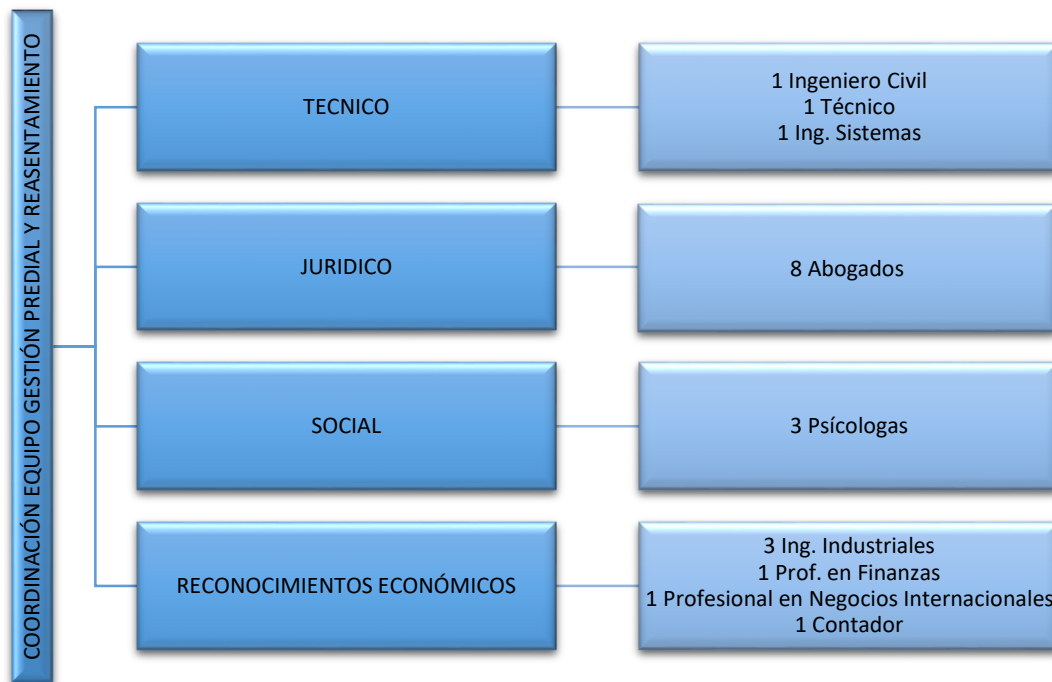 COORDINACIÓN EQUIPO GESTIÓN PREDIAL Y REASENTAMIENTO
TECNICO
1 Ingeniero Civil
1 Técnico
1 Ing. Sistemas
JURIDICO
8 Abogados
SOCIAL
3 Psícologas
RECONOCIMIENTOS ECONÓMICOS
3 Ing. Industriales
1 Prof. en Finanzas
1 Profesional en Negocios Internacionales
1 Contador